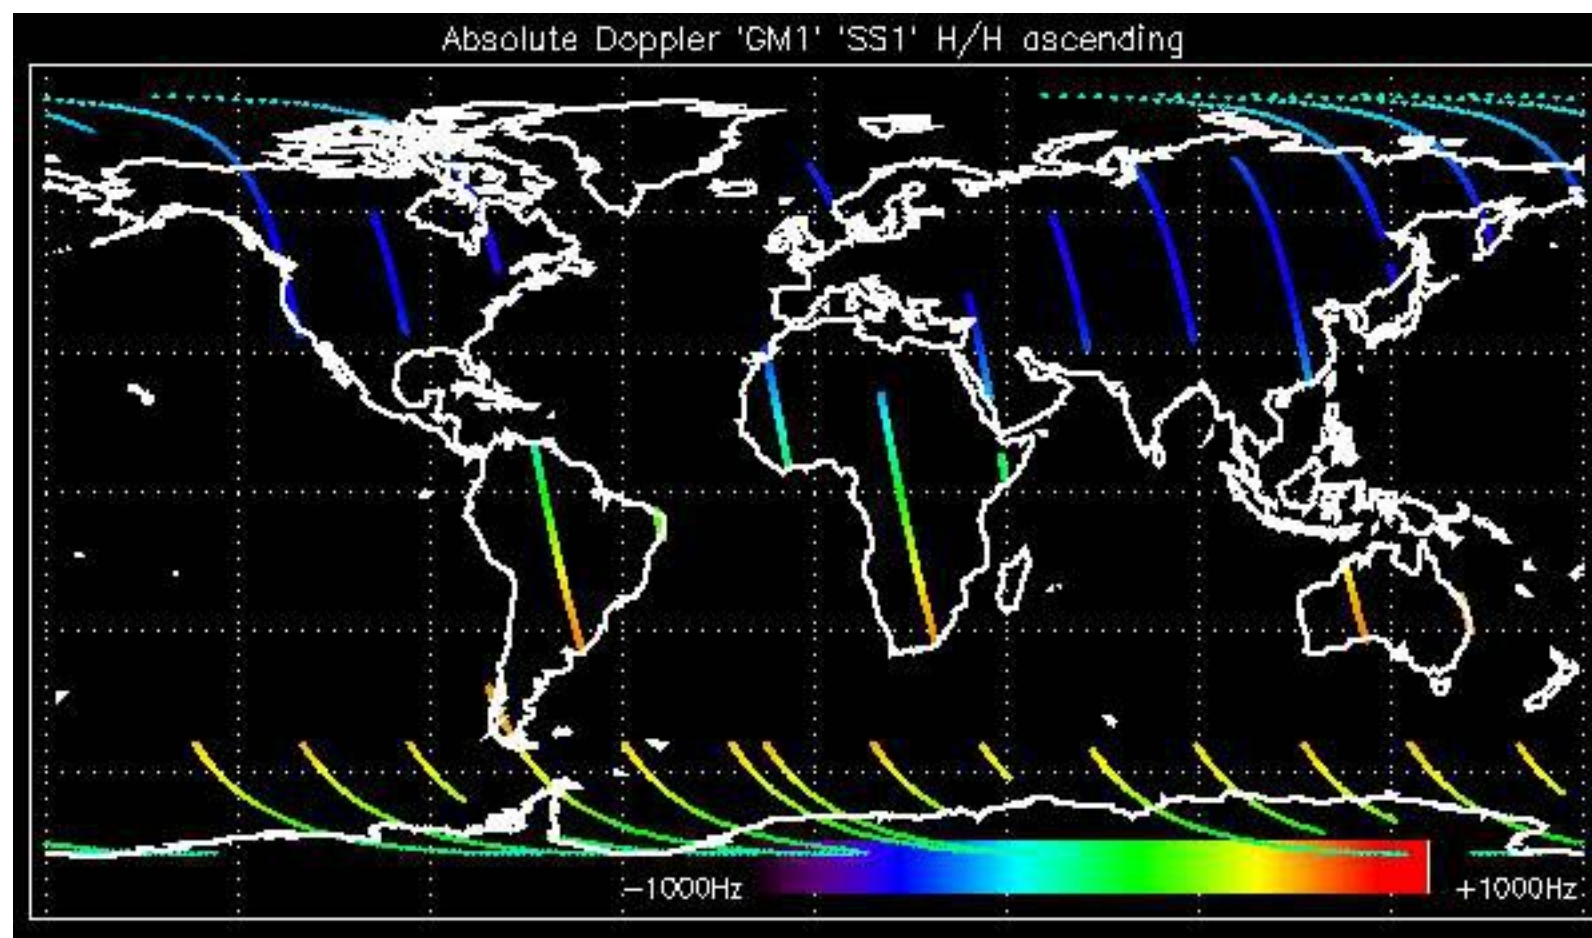 Absolute Doppler 'GM1' 'SS1' H/H ascending
-1000Hz +1000Hz